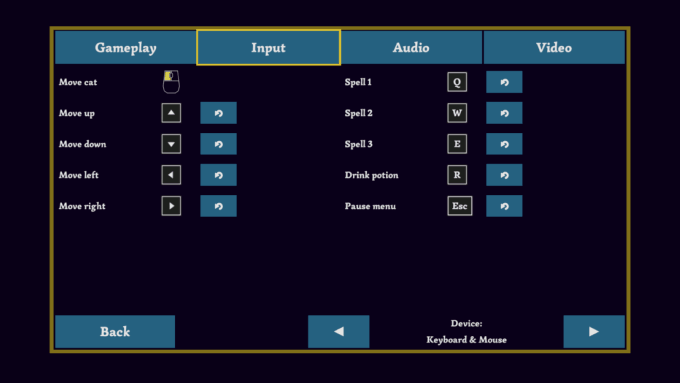 Gameplay
Input
Audio
Video
Move cat
Spell 1
Q
Move up
Spell 2
W
Move down
Spell 3
E
Move left
Drink potion
R
Move right
Pause menu
Esc
Back
Device:
Keyboard & Mouse